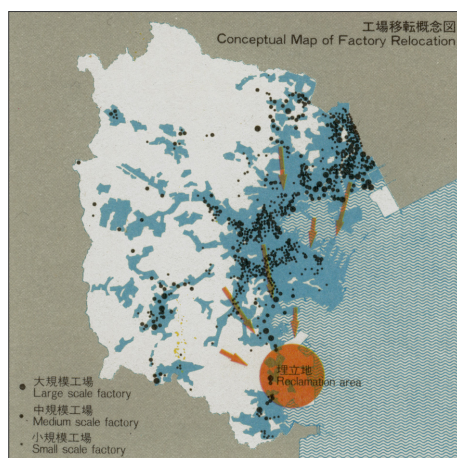 工場移転概念図
Conceptual Map of Factory Relocation
埋立地
Reclamation area
大規模工場
Large scale factory
中規模工場
Medium scale factory
小規模工場
Small scale factory